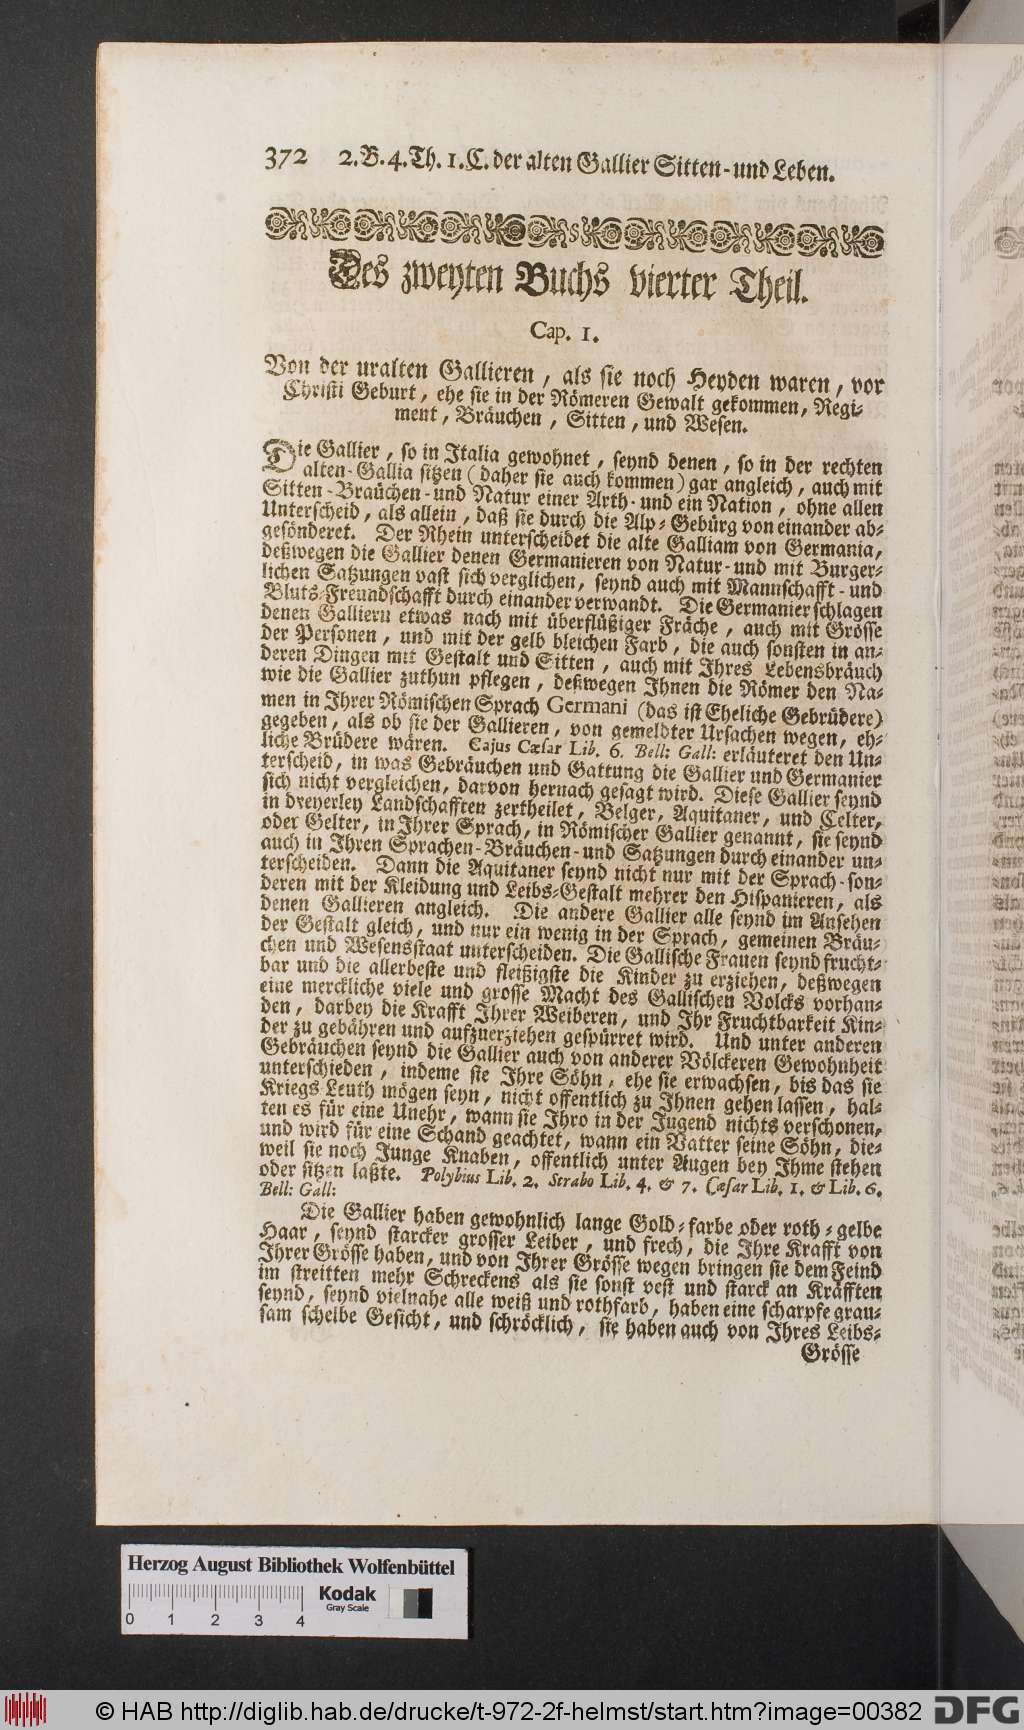 372 2. B. 4. Th. 1. C. der alten Gallier Sitten- und Leben.
Des zweyten Buchs vierter Theil.
Cap. 1.
Von der uralten Gallieren, als sie noch Heyden waren, vor
Christi Geburt, ehe sie in der Römeren Gewalt gekommen, Regi-
ment, Bräuchen, Sitten, und Wesen.
Die Gallier, so in Italia gewohnet, seynd denen, so in der rechten
alten-Gallia sitzen (daher sie auch kommen) gar angleich, auch mit
Sitten-Braüchen-und Natur einer Arth-und ein Nation, ohne allen
Unterscheid, als allein, daß sie durch die Alp-Gebürg von einander ab-
gesönderet. Der Rhein unterscheidet die alte Galliam von Germania,
deßwegen die Gallier denen Germanieren von Natur-und mit Burger-
lichen Satzungen vast sich verglichen, seynd auch mit Mannschafft-und
Bluts-Freundschafft durch einander verwandt. Die Germanier schlagen
denen Galliern etwas nach mit überflüßiger Fräche, auch mit Grösse
der Personen, und mit der gelb bleichen Farb, die auch sonsten in an-
deren Dingen mit Gestalt und Sitten, auch mit Ihres Lebensbräuch
wie die Gallier zuthun pflegen, deßwegen Ihnen die Römer den Na-
men in Ihrer Römischen Sprach Germani (das ist Eheliche Gebrüdere)
gegeben, als ob sie der Gallieren, von gemeldter Ursachen wegen, eh-
liche Brüdere wären. Cajus Cæsar Lib. 6. Bell: Gall: erläuteret den Un-
terscheid, in was Gebräuchen und Gattung die Gallier und Germanier
sich nicht vergleichen, darvon hernach gesagt wird. Diese Gallier seynd
in dreyerley Landschafften zertheilet, Belger, Aquitaner, und Celter,
oder Gelter, in Ihrer Sprach, in Römischer Gallier genannt, sie seynd
auch in Ihren Sprachen-Bräuchen-und Satzungen durch einander un-
terscheiden. Dann die Aquitaner seynd nicht nur mit der Sprach-son-
deren mit der Kleidung und Leibs-Gestalt mehrer den Hispanieren, als
denen Gallieren angleich. Die andere Gallier alle seynd im Ansehen
der Gestalt gleich, und nur ein wenig in der Sprach, gemeinen Bräu-
chen und Wesensstaat unterscheiden. Die Gallische Frauen seynd frucht-
bar und die allerbeste und fleißigste die Kinder zu erziehen, deßwegen
eine merckliche viele und grosse Macht des Gallischen Volcks vorhan-
den, darbey die Krafft Ihrer Weiberen, und Ihr Fruchtbarkeit Kin-
der zu gebähren und aufzuerziehen gespürret wird. Und unter anderen
Gebräuchen seynd die Gallier auch von anderer Völckeren Gewohnheit
unterschieden, indeme sie Ihre Söhn, ehe sie erwachsen, bis das sie
Kriegs Leuth mögen seyn, nicht offentlich zu Ihnen gehen lassen, hal-
ten es für eine Unehr, wann sie Ihro in der Jugend nichts verschonen,
und wird für eine Schand geachtet, wann ein Vatter seine Söhn, die-
weil sie noch Junge Knaben, offentlich unter Augen bey Ihme stehen
oder sitzen laßte. Polybius Lib. 2. Strabo Lib. 4. & 7. Cæsar Lib. 1. & Lib. 6.
Bell: Gall:
Die Gallier haben gewohnlich lange Gold-farbe oder roth-gelbe
Haar, seynd starcker grosser Leiber, und frech, die Ihre Krafft von
Ihrer Grösse haben, und von Ihrer Grösse wegen bringen sie dem Feind
im streitten mehr Schreckens als sie sonst vest und starck an Kräfften
seynd, seynd vielnahe alle weiß und rothfarb, haben eine scharpfe grau-
sam schelbe Gesicht, und schröcklich, sie haben auch von Ihres Leibs-
Grösse
Herzog August Bibliothek Wolfenbüttel
0 1 2 3 4
Kodak
Gray Scale
© HAB http://diglib.hab.de/drucke/t-972-2f-helmst/start.htm?image=00382
DFG